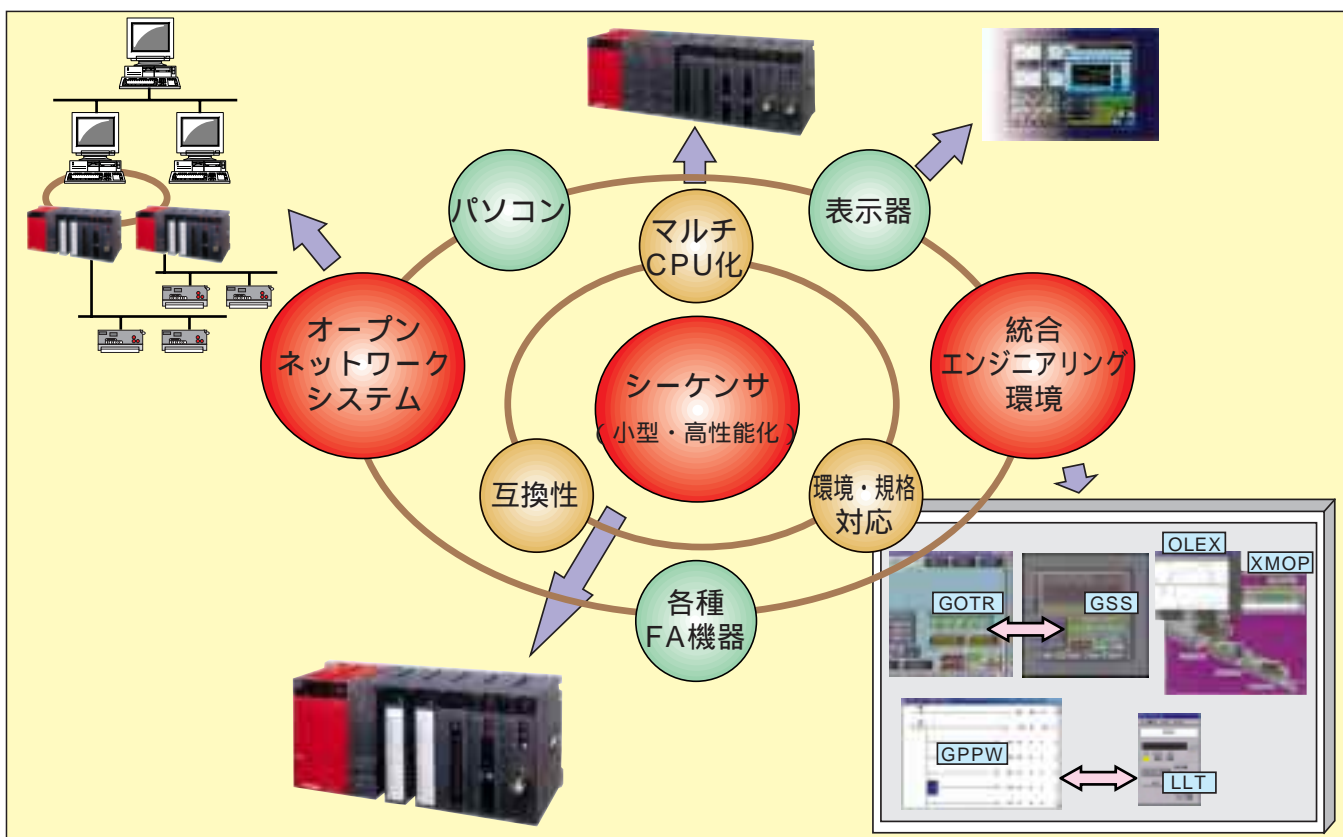 パソコン
マルチ
CPU化
表示器
オープン
ネットワーク
システム
シーケンサ
（小型・高性能化）
統合
エンジニアリング
環境
互換性
環境・規格
対応
各種
FA機器
OLEX
XMOP
GOTR
GSS
GPPW
LLT